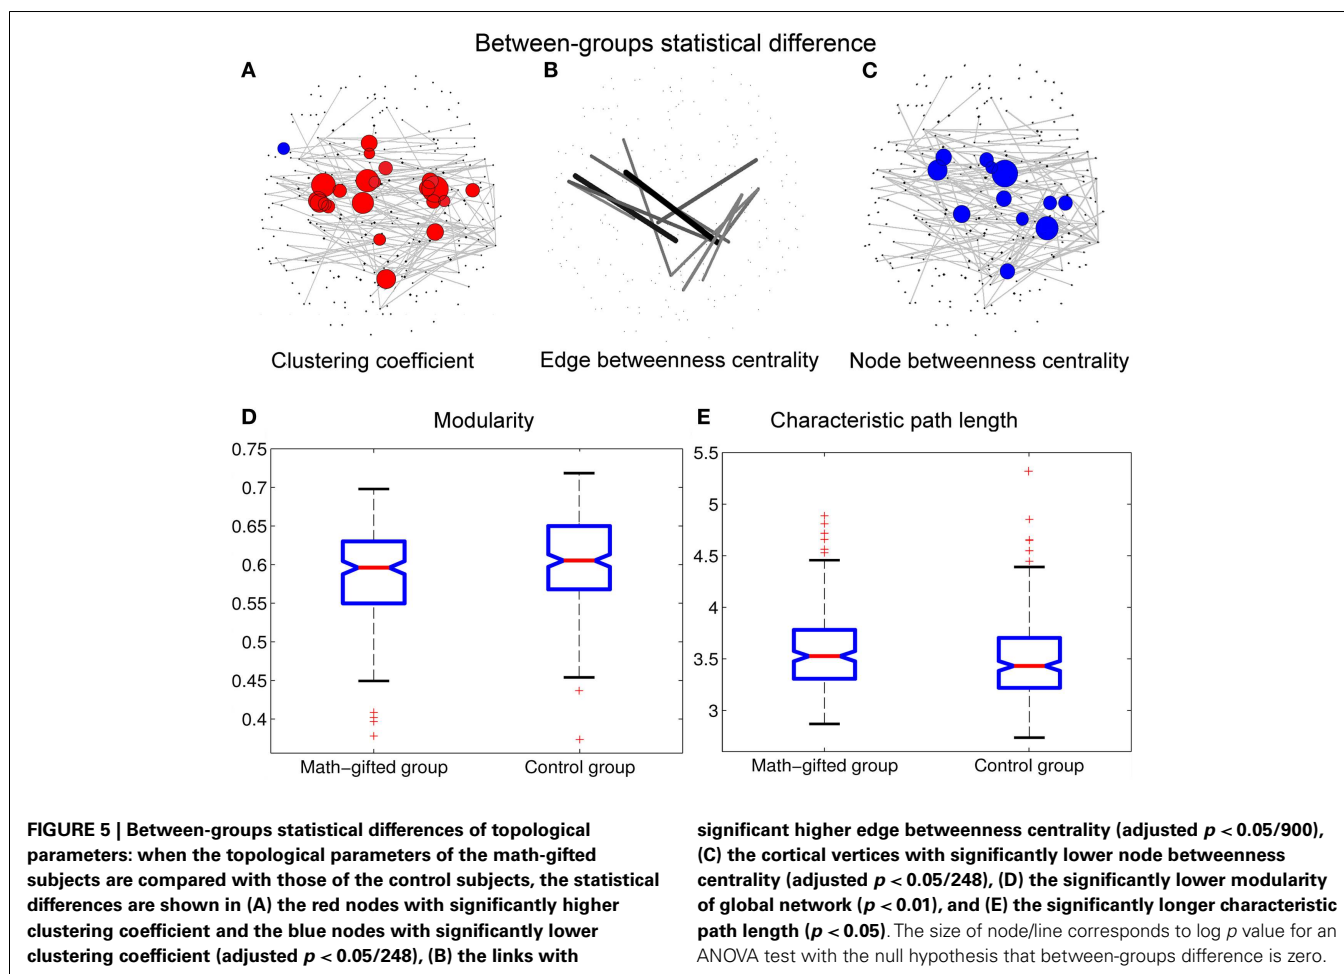 Between-groups statistical difference
A
B
C
Clustering coefficient
Edge betweenness centrality
Node betweenness centrality
D
Modularity
0.75
0.7
0.65
0.6
0.55
0.5
0.45
0.4
Math−gifted group
Control group
E
Characteristic path length
5.5
5
4.5
4
3.5
3
Math−gifted group
Control group
FIGURE 5 | Between-groups statistical differences of topological
parameters: when the topological parameters of the math-gifted
subjects are compared with those of the control subjects, the statistical
differences are shown in (A) the red nodes with significantly higher
clustering coefficient and the blue nodes with significantly lower
clustering coefficient (adjusted p < 0.05/248), (B) the links with
significant higher edge betweenness centrality (adjusted p < 0.05/900),
(C) the cortical vertices with significantly lower node betweenness
centrality (adjusted p < 0.05/248), (D) the significantly lower modularity
of global network (p < 0.01), and (E) the significantly longer characteristic
path length (p < 0.05). The size of node/line corresponds to log p value for an
ANOVA test with the null hypothesis that between-groups difference is zero.